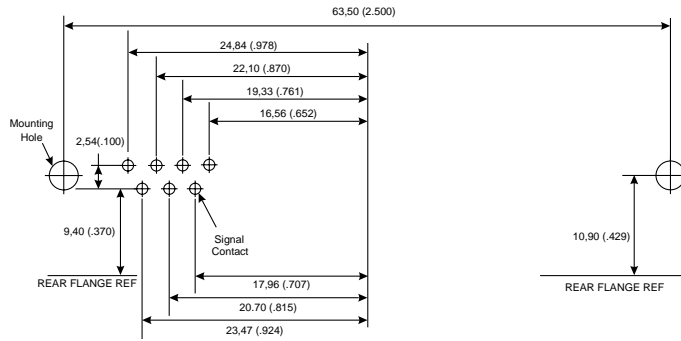 63,50 (2.500)
24,84 (.978)
22,10 (.870)
19,33 (.761)
16,56 (.652)
Mounting
Hole
2,54(.100)
9,40 (.370)
Signal
Contact
10,90 (.429)
REAR FLANGE REF
REAR FLANGE REF
17,96 (.707)
20.70 (.815)
23,47 (.924)